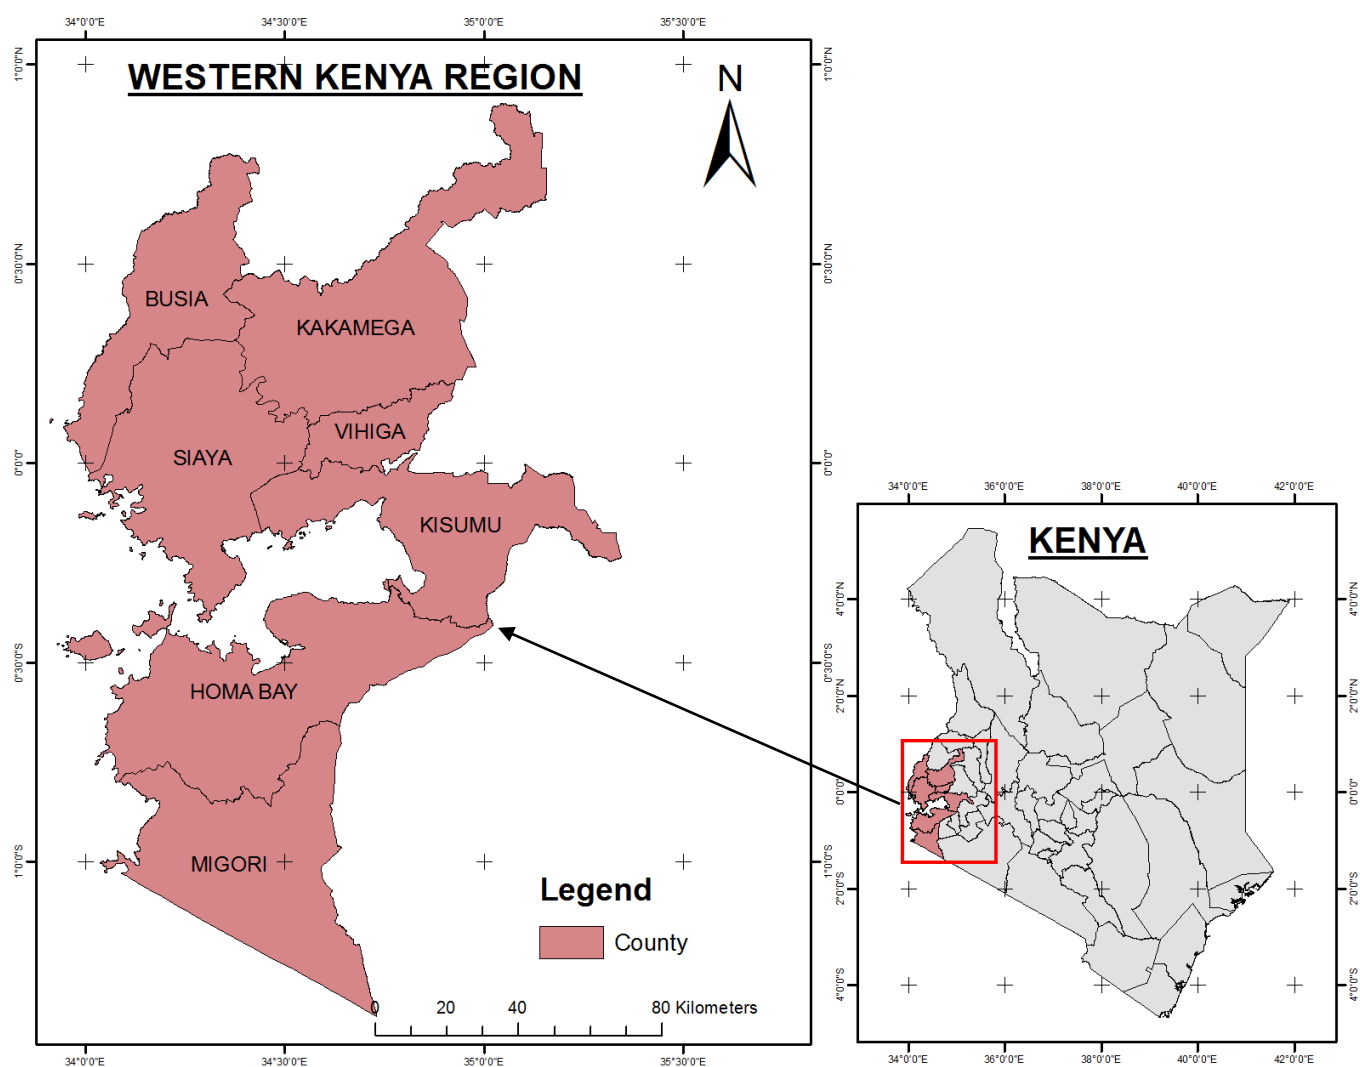 34°0'0"E 34°30'0"E 35°0'0"E 35°30'0"E
1°0'0"N 1°0'0"N
WESTERN KENYA REGION
N
0°30'0"N 0°30'0"N
BUSIA
KAKAMEGA
VIHIGA
SIAYA
0°0'0" 0°0'0"
KISUMU
0°30'0"S 0°30'0"S
HOMA BAY
MIGORI
1°0'0"S 1°0'0"S
Legend
County
0 20 40 80 Kilometers
34°0'0"E 34°30'0"E 35°0'0"E 35°30'0"E
34°0'0"E 36°0'0"E 38°0'0"E 40°0'0"E 42°0'0"E
KENYA
4°0'0"N 4°0'0"N
2°0'0"N 2°0'0"N
0°0'0" 0°0'0"
2°0'0"S 2°0'0"S
4°0'0"S 4°0'0"S
34°0'0"E 36°0'0"E 38°0'0"E 40°0'0"E 42°0'0"E